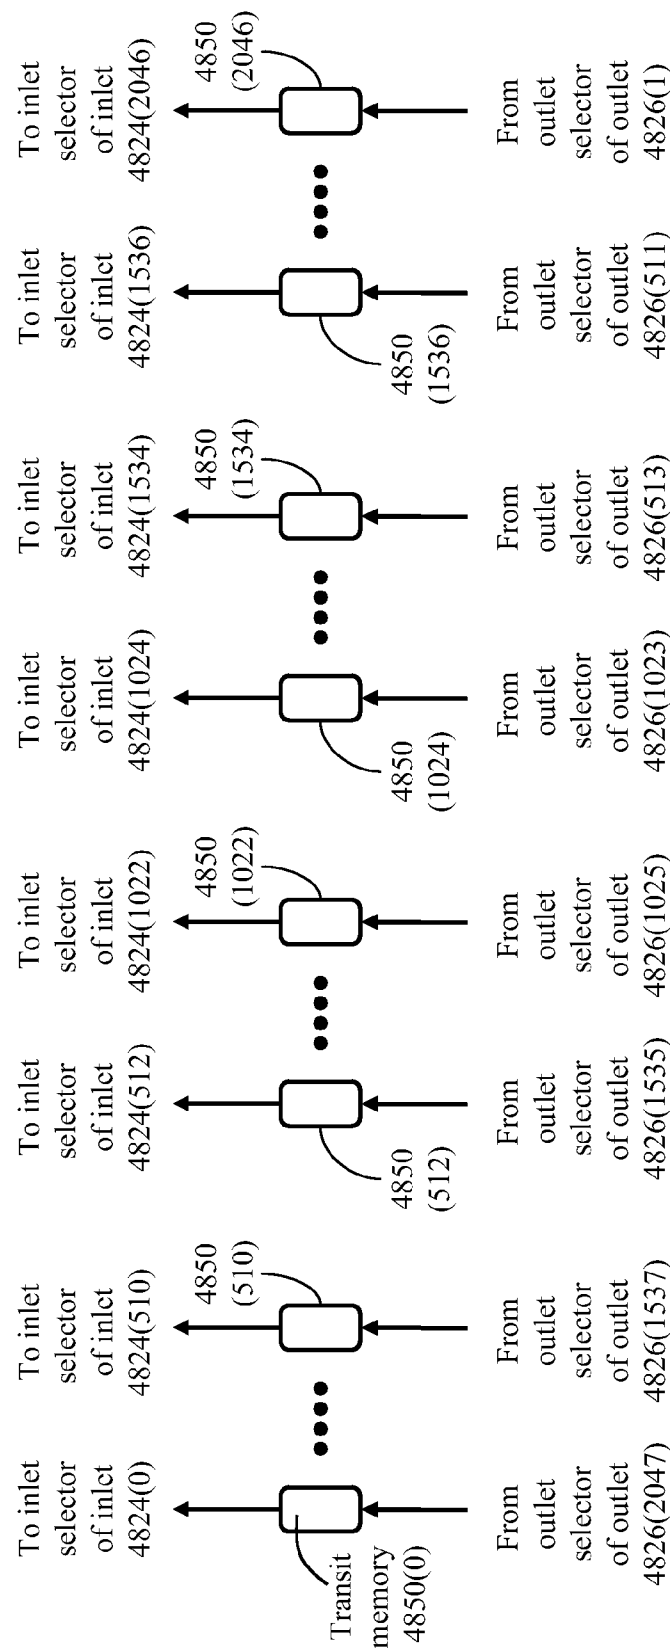 To inlet
selector
of inlet
4824(0)
To inlet
selector
of inlet
4824(510)
To inlet
selector
of inlet
4824(512)
To inlet
selector
of inlet
4824(1022)
To inlet
selector
of inlet
4824(1024)
To inlet
selector
of inlet
4824(1534)
To inlet
selector
of inlet
4824(1536)
To inlet
selector
of inlet
4824(2046)
Transit
memory
4850(0)
4850
(510)
4850
(512)
4850
(1022)
4850
(1024)
4850
(1534)
4850
(1536)
4850
(2046)
From
outlet
selector
of outlet
4826(2047)
From
outlet
selector
of outlet
4826(1537)
From
outlet
selector
of outlet
4826(1535)
From
outlet
selector
of outlet
4826(1025)
From
outlet
selector
of outlet
4826(1023)
From
outlet
selector
of outlet
4826(513)
From
outlet
selector
of outlet
4826(511)
From
outlet
selector
of outlet
4826(1)